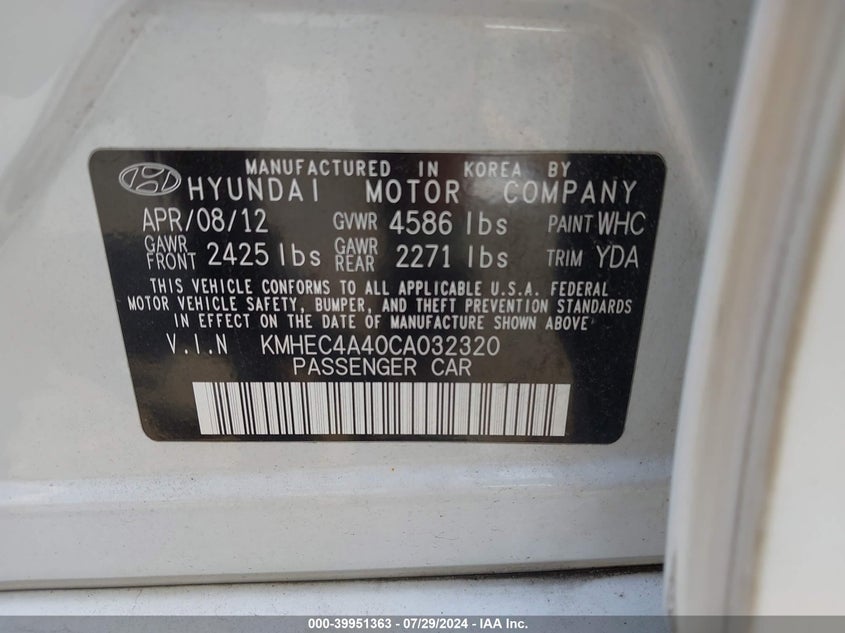 MANUFACTURED IN KOREA BY
HYUNDAI MOTOR COMPANY
APR/08/12 GVWR 4586 lbs PAINT WHC
GAWR FRONT 2425 lbs GAWR REAR 2271 lbs TRIM YDA
THIS VEHICLE CONFORMS TO ALL APPLICABLE U.S.A. FEDERAL
MOTOR VEHICLE SAFETY, BUMPER, AND THEFT PREVENTION STANDARDS
IN EFFECT ON THE DATE OF MANUFACTURE SHOWN ABOVE
V.I.N KMHEC4A40CA032320
PASSENGER CAR
000-39951363 - 07/29/2024 - IAA Inc.